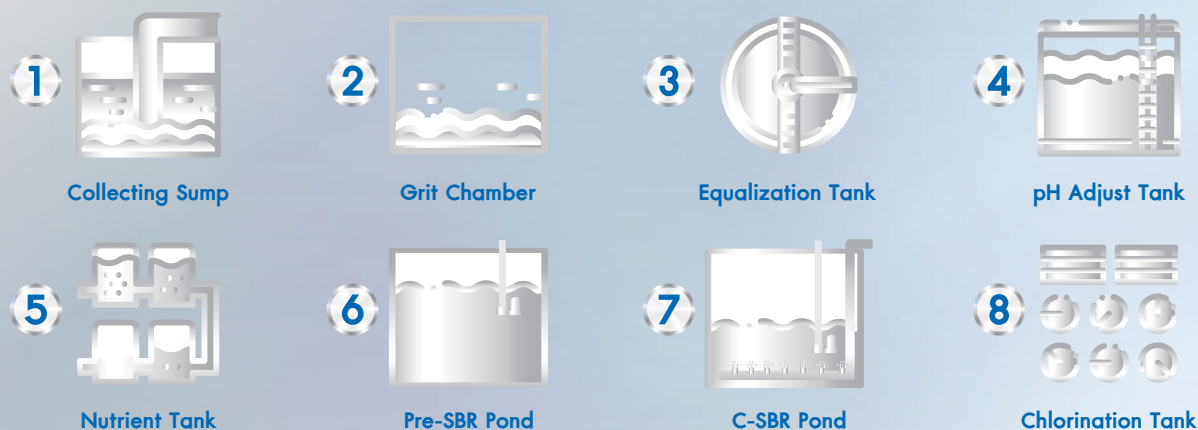 1
2
3
4
Collecting Sump
Grit Chamber
Equalization Tank
pH Adjust Tank
5
6
7
8
Nutrient Tank
Pre-SBR Pond
C-SBR Pond
Chlorination Tank